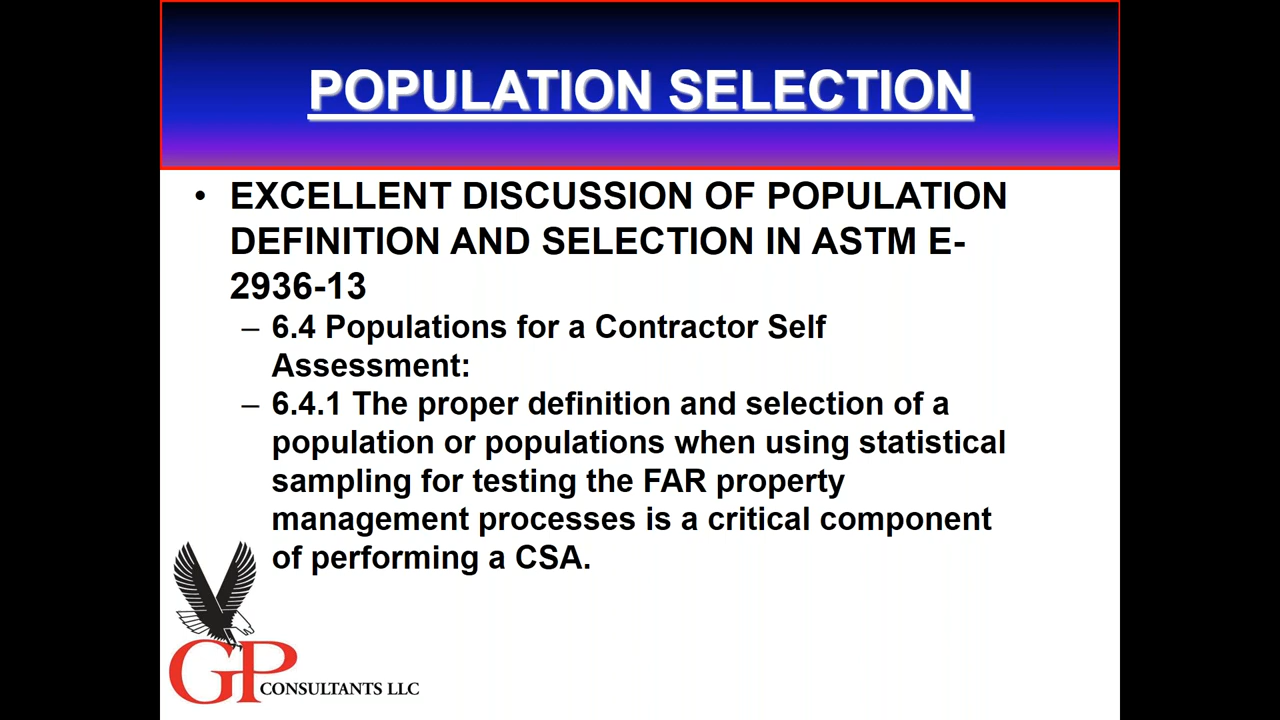 POPULATION SELECTION
• EXCELLENT DISCUSSION OF POPULATION
DEFINITION AND SELECTION IN ASTM E-
2936-13
– 6.4 Populations for a Contractor Self
Assessment:
– 6.4.1 The proper definition and selection of a
population or populations when using statistical
sampling for testing the FAR property
management processes is a critical component
of performing a CSA.
GP CONSULTANTS LLC